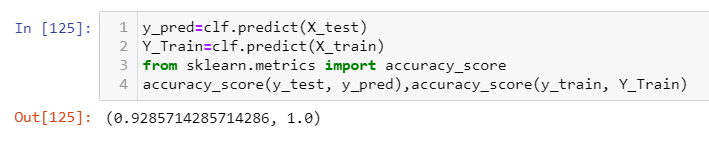 In [125]:
1 y_pred=clf.predict(X_test)
2 Y_Train=clf.predict(X_train)
3 from sklearn.metrics import accuracy_score
4 accuracy_score(y_test, y_pred),accuracy_score(y_train, Y_Train)
Out[125]: (0.9285714285714286, 1.0)